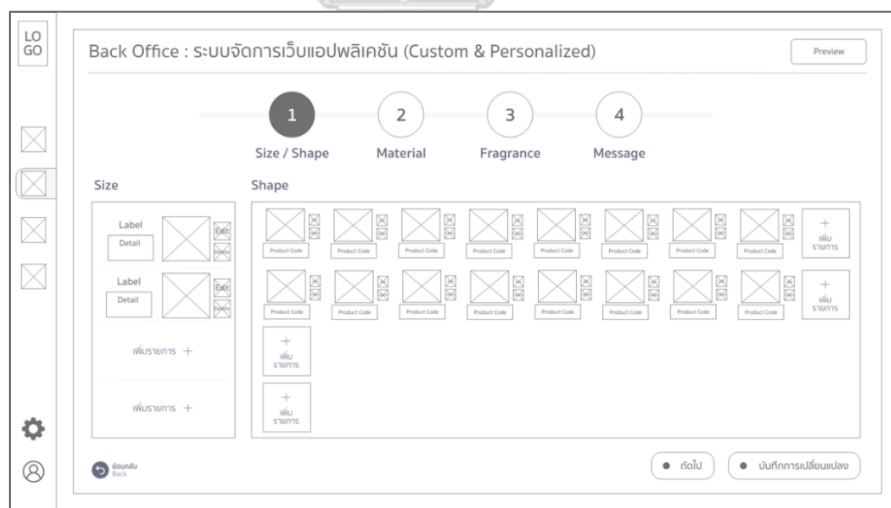 LO
GO
Back Office : ระบบจัดการเว็บแอปพลิเคชัน (Custom & Personalized)
Preview
1
2
3
4
Size / Shape
Material
Fragrance
Message
Size
Shape
Label
Detail
Edit
Product Code
Product Code
Product Code
Product Code
Product Code
Product Code
Product Code
Product Code
+
เพิ่ม
รายการ
Label
Detail
Edit
Product Code
Product Code
Product Code
Product Code
Product Code
Product Code
Product Code
Product Code
+
เพิ่ม
รายการ
เพิ่มรายการ +
+
เพิ่ม
รายการ
เพิ่มรายการ +
+
เพิ่ม
รายการ
ย้อนกลับ
Back
ถัดไป
บันทึกการเปลี่ยนแปลง